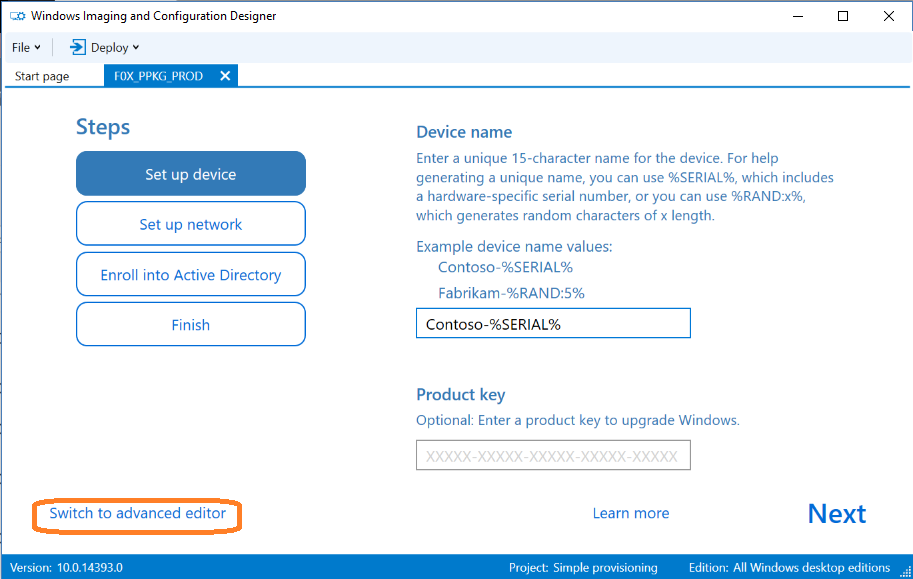 Windows Imaging and Configuration Designer
File
Deploy
Start page
F0X_PPKG_PROD
Steps
Set up device
Set up network
Enroll into Active Directory
Finish
Device name
Enter a unique 15-character name for the device. For help
generating a unique name, you can use %SERIAL%, which includes
a hardware-specific serial number, or you can use %RAND:x%,
which generates random characters of x length.
Example device name values:
Contoso-%SERIAL%
Fabrikam-%RAND:5%
Contoso-%SERIAL%
Product key
Optional: Enter a product key to upgrade Windows.
XXXXX-XXXXX-XXXXX-XXXXX-XXXXX
Switch to advanced editor
Learn more
Next
Version: 10.0.14393.0
Project: Simple provisioning
Edition: All Windows desktop editions